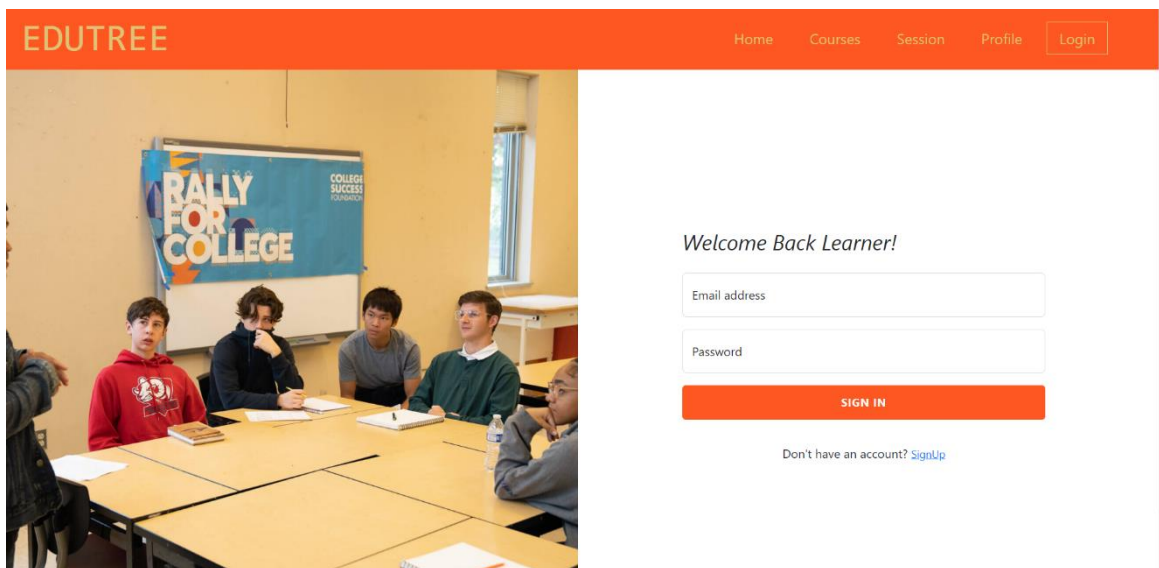 EDUTREE
Home Courses Session Profile Login
RALLY
FOR
COLLEGE
COLLEGE
SUCCESS
FOUNDATION
Welcome Back Learner!
Email address
Password
SIGN IN
Don't have an account? SignUp